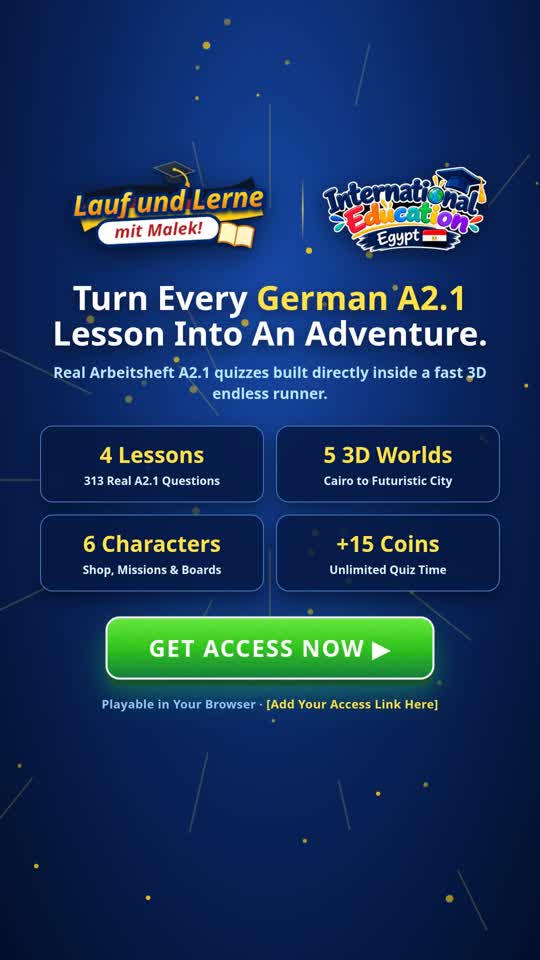 Lauf und Lerne
mit Malek!
International
Education
Egypt
Turn Every German A2.1
Lesson Into An Adventure.
Real Arbeitsheft A2.1 quizzes built directly inside a fast 3D
endless runner.
4 Lessons
313 Real A2.1 Questions
5 3D Worlds
Cairo to Futuristic City
6 Characters
Shop, Missions & Boards
+15 Coins
Unlimited Quiz Time
GET ACCESS NOW ▶
Playable in Your Browser · [Add Your Access Link Here]